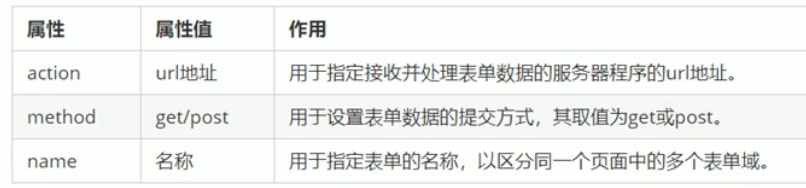 属性 属性值 作用
action url地址 用于指定接收并处理表单数据的服务器程序的url地址。
method get/post 用于设置表单数据的提交方式，其取值为get或post。
name 名称 用于指定表单的名称，以区分同一个页面中的多个表单域。